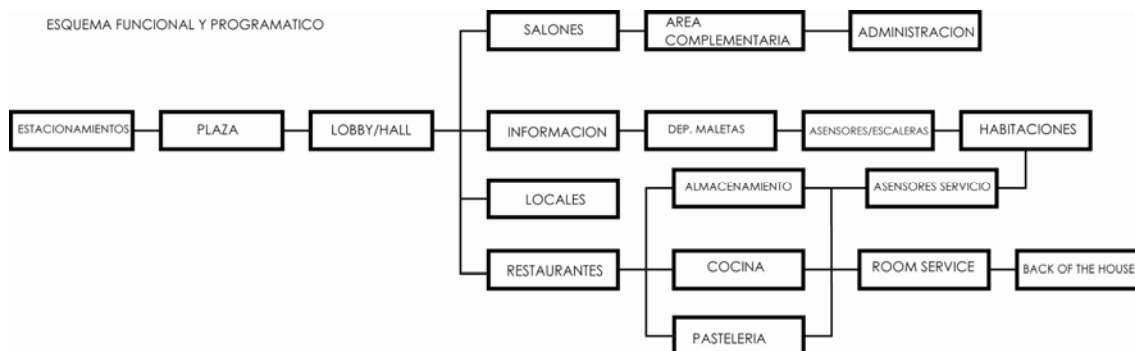 ESQUEMA FUNCIONAL Y PROGRAMATICO
SALONES
AREA
COMPLEMENTARIA
ADMINISTRACION
ESTACIONAMIENTOS
PLAZA
LOBBY/HALL
INFORMACION
DEP. MALETAS
ASENSORES/ESCALERAS
HABITACIONES
LOCALES
ALMACENAMIENTO
ASENSORES SERVICIO
RESTAURANTES
COCINA
ROOM SERVICE
BACK OF THE HOUSE
PASTELERIA